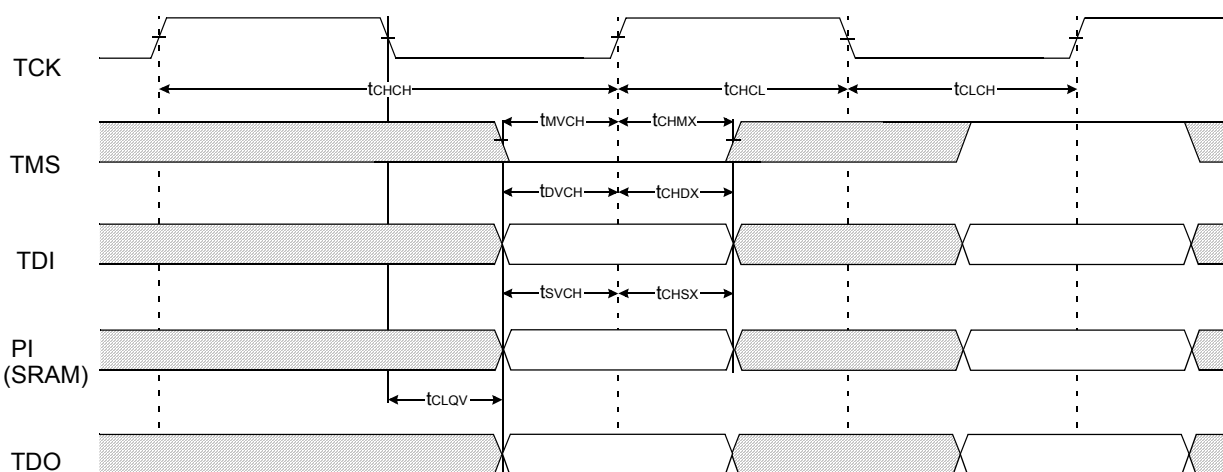 TCK
tCHCH
tCHCL
tCLCH
tMVCH
tCHMX
TMS
tDVCH
tCHDX
TDI
tSVCH
tCHSX
PI
(SRAM)
tCLQV
TDO